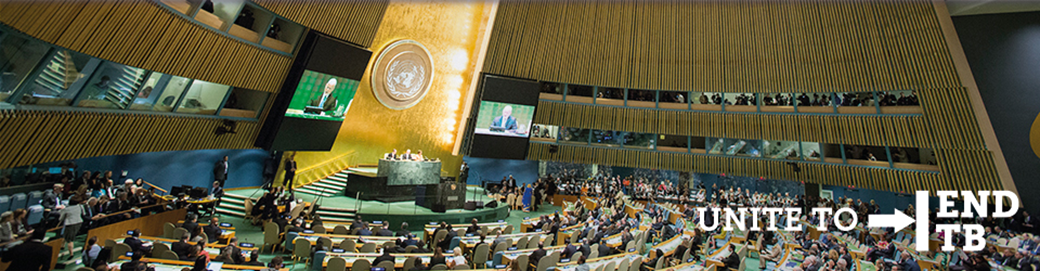 UNITE TO
END
TB